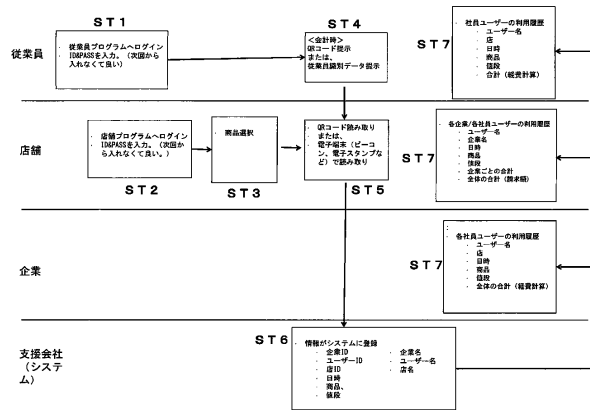 ST1
ST4
従業員
・ 従業員プログラムへログイン
・ ID&PASSを入力。（次回から
入れなくて良い）
＜会計時＞
QRコード提示
または、
従業員識別データ提示
ST7
・ 社員ユーザーの利用履歴
・ ユーザー名
・ 店
・ 日時
・ 商品
・ 値段
・ 合計（経費計算）
店舗
・ 店舗プログラムへログイン
・ ID&PASSを入力。（次回か
ら入れなくて良い。）
ST2
・ 商品選択
ST3
・ QRコード読み取り
・ または、
・ 電子端末（ビーコ
ン、電子スタンプな
ど）で読み取り
ST5
ST7
・ 各企業/各社員ユーザーの利用履歴
・ ユーザー名
・ 企業名
・ 日時
・ 商品
・ 値段
・ 企業ごとの合計
・ 全体の合計（請求額）
企業
ST7
・ 各社員ユーザーの利用履歴
・ ユーザー名
・ 店
・ 日時
・ 商品
・ 値段
・ 全体の合計（経費計算）
支援会社
（システ
ム）
ST6
・ 情報がシステムに登録
・ 企業ID ・ 企業名
・ ユーザーID ・ ユーザー名
・ 店ID ・ 店名
・ 日時
・ 商品、
・ 値段